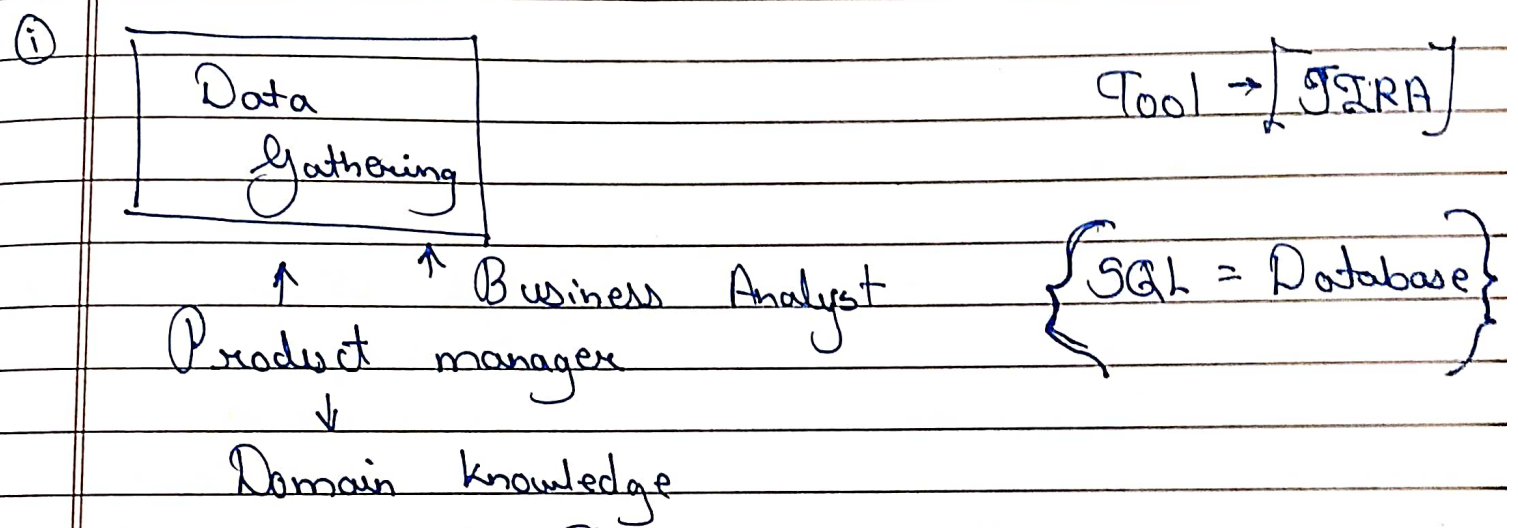 (i)
Data
Gathering
Tool → [JIRA]
↑ ↑ Business Analyst
{SQL = Database}
Product manager
↓
Domain knowledge